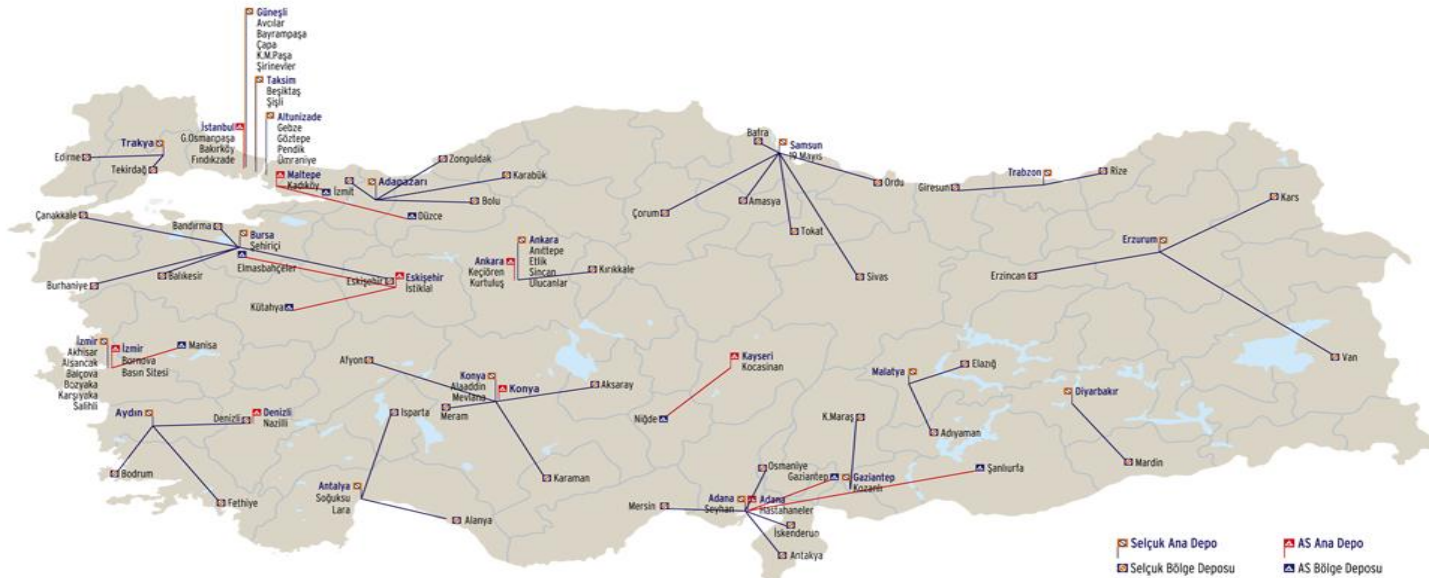 Güneşli
Avcılar
Bayrampaşa
Çapa
K.M.Paşa
Şirinevler
Taksim
Beşiktaş
Şişli
Altunizade
Gebze
Göztepe
Pendik
Ümraniye
İstanbul
G.Osmanpaşa
Bakırköy
Fındıkzade
Trakya
Edirne
Tekirdağ
Maltepe
Kadıköy
İzmit
Adapazarı
Zonguldak
Karabük
Bolu
Düzce
Bafra
Samsun
19 Mayıs
Ordu
Çorum
Amasya
Tokat
Sivas
Giresun
Trabzon
Rize
Kars
Erzurum
Erzincan
Van
Çanakkale
Bandırma
Bursa
Şehiriçi
Elmasbahçeler
Balıkesir
Burhaniye
Eskişehir
Eskişehir
İstiklal
Kütahya
Ankara
Anıttepe
Etlik
Sincan
Ulucanlar
Ankara
Keçiören
Kurtuluş
Kırıkkale
İzmir
Akhisar
Alsancak
Balçova
Bozyaka
Karşıyaka
Salihli
İzmir
Bornova
Basın Sitesi
Manisa
Afyon
Konya
Alaaddin
Mevlana
Konya
Meram
Aksaray
Karaman
Kayseri
Kocasinan
Niğde
Malatya
Elazığ
Adıyaman
Diyarbakır
Mardin
Aydın
Denizli
Denizli
Nazilli
Bodrum
Fethiye
Isparta
Antalya
Soğuksu
Lara
Alanya
K.Maraş
Osmaniye
Gaziantep
Gaziantep
Kozanlı
Şanlıurfa
Mersin
Adana
Seyhan
Adana
Hastahaneler
İskenderun
Antakya
Selçuk Ana Depo
AS Ana Depo
Selçuk Bölge Deposu
AS Bölge Deposu